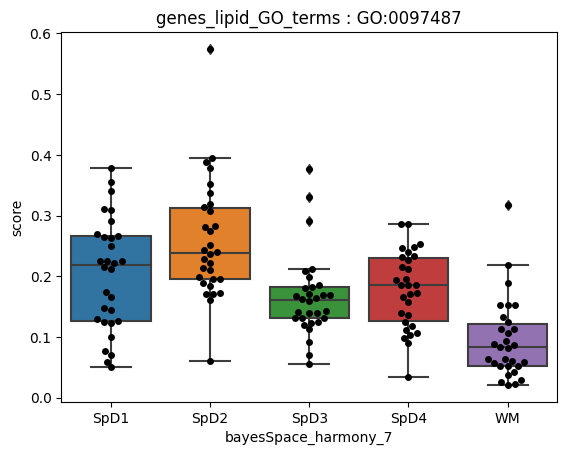 genes_lipid_GO_terms : GO:0097487
score
0.6
0.5
0.4
0.3
0.2
0.1
0.0
SpD1 SpD2 SpD3 SpD4 WM
bayesSpace_harmony_7